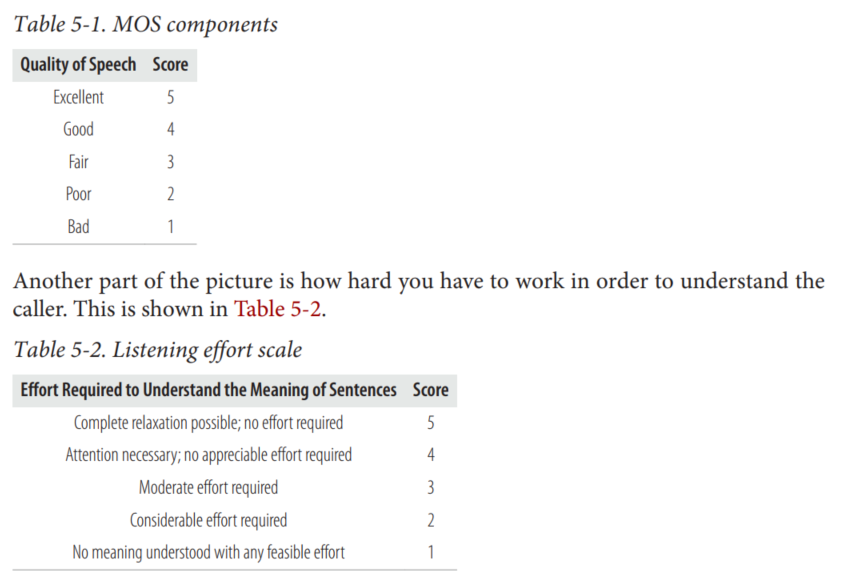 Table 5-1. MOS components
Quality of Speech Score
Excellent 5
Good 4
Fair 3
Poor 2
Bad 1
Another part of the picture is how hard you have to work in order to understand the
caller. This is shown in Table 5-2.
Table 5-2. Listening effort scale
Effort Required to Understand the Meaning of Sentences Score
Complete relaxation possible; no effort required 5
Attention necessary; no appreciable effort required 4
Moderate effort required 3
Considerable effort required 2
No meaning understood with any feasible effort 1